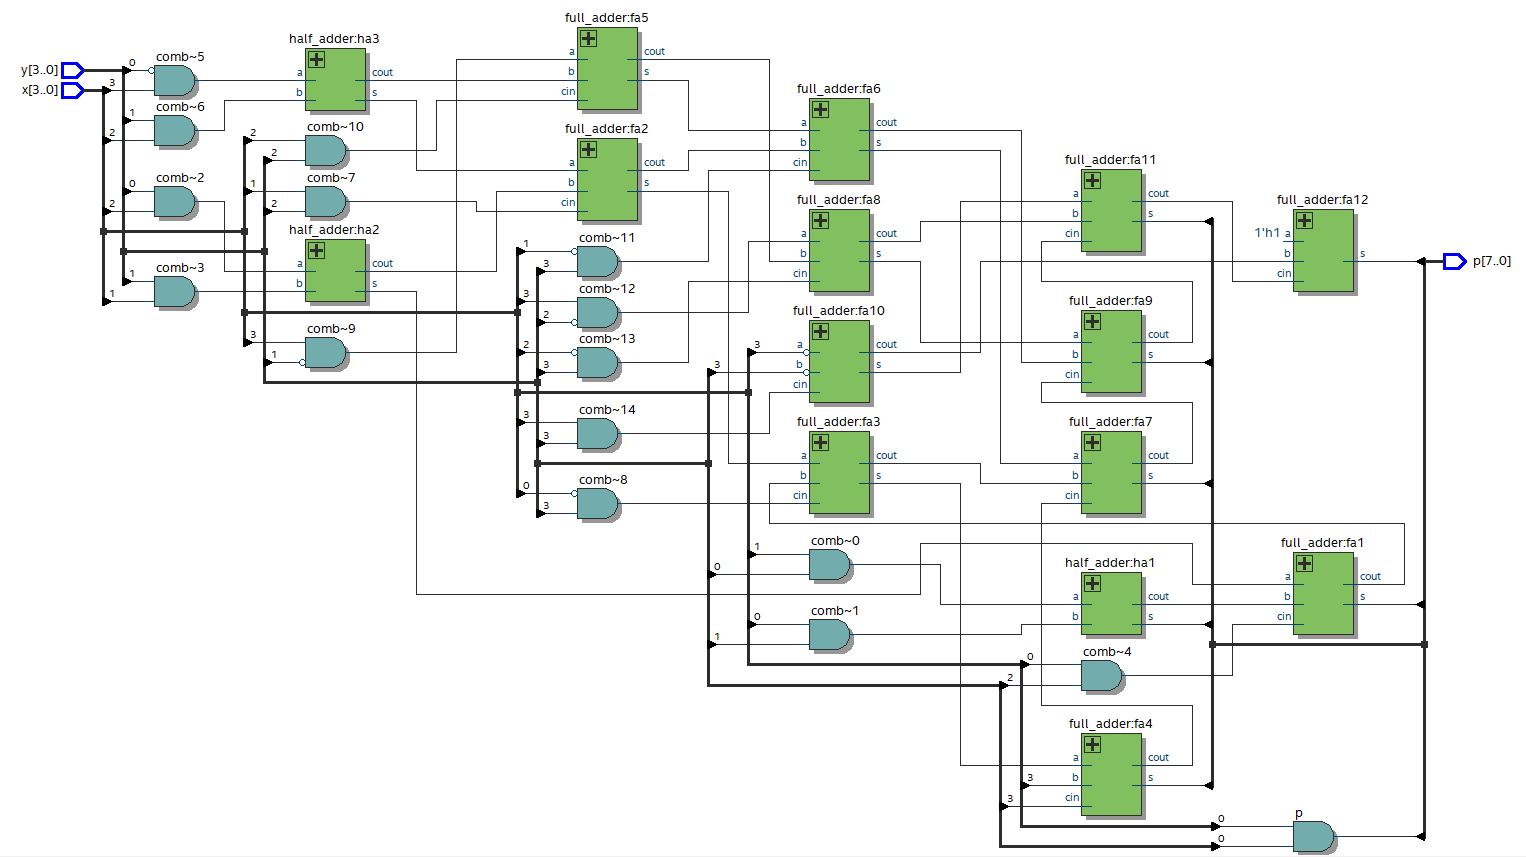 y[3..0]
x[3..0]
0
3
comb~5
1
2
comb~6
0
2
comb~2
1
1
comb~3
half_adder:ha3
a
b
cout
s
2
2
comb~10
1
2
comb~7
half_adder:ha2
a
b
cout
s
3
1
comb~9
full_adder:fa5
a
b
cin
cout
s
full_adder:fa2
a
b
cin
cout
s
1
3
comb~11
3
2
comb~12
2
3
comb~13
3
3
comb~14
0
3
comb~8
full_adder:fa6
a
b
cin
cout
s
full_adder:fa8
a
b
cin
cout
s
full_adder:fa10
3
3
a
b
cin
cout
s
full_adder:fa3
a
b
cin
cout
s
1
0
comb~0
0
1
comb~1
full_adder:fa11
a
b
cin
cout
s
full_adder:fa9
a
b
cin
cout
s
full_adder:fa7
a
b
cin
cout
s
half_adder:ha1
a
b
cout
s
0
2
comb~4
full_adder:fa4
3
3
a
b
cin
cout
s
full_adder:fa12
1'h1
a
b
cin
s
full_adder:fa1
a
b
cin
cout
s
0
0
p
p[7..0]